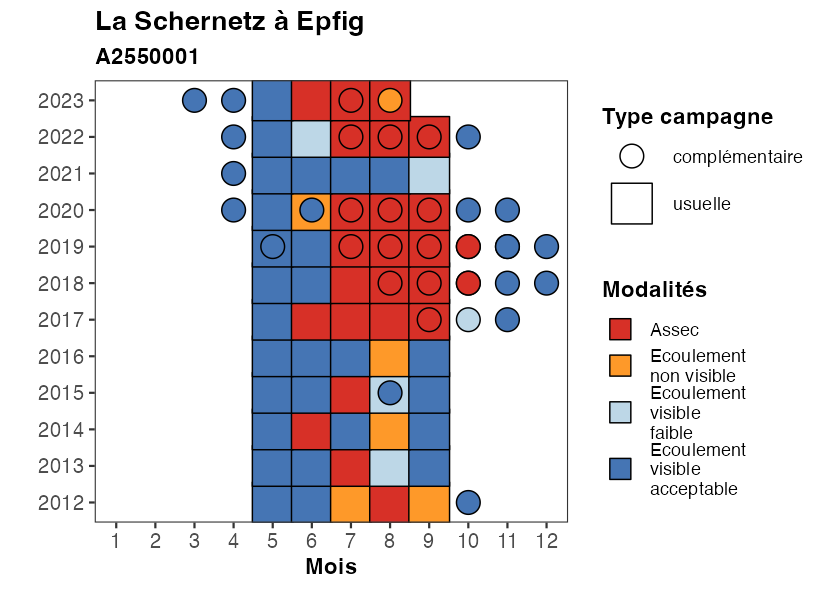 La Schernetz à Epfig
A2550001
2023
2022
2021
2020
2019
2018
2017
2016
2015
2014
2013
2012
1 2 3 4 5 6 7 8 9 10 11 12
Mois
Type campagne
complémentaire
usuelle
Modalités
Assec
Ecoulement
non visible
Ecoulement
visible
faible
Ecoulement
visible
acceptable